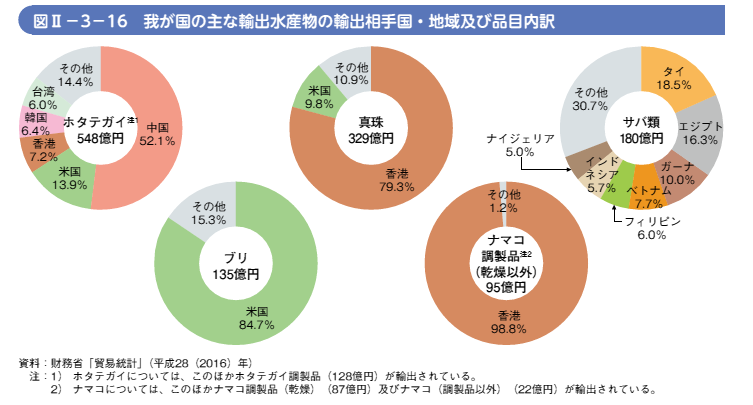 図Ⅱ－3－16 我が国の主な輸出水産物の輸出相手国・地域及び品目内訳
ホタテガイ注1
548億円
中国
52.1%
米国
13.9%
香港
7.2%
韓国
6.4%
台湾
6.0%
その他
14.4%
真珠
329億円
香港
79.3%
米国
9.8%
その他
10.9%
サバ類
180億円
タイ
18.5%
エジプト
16.3%
ガーナ
10.0%
ベトナム
7.7%
フィリピン
6.0%
インド
ネシア
5.7%
ナイジェリア
5.0%
その他
30.7%
ブリ
135億円
米国
84.7%
その他
15.3%
ナマコ
調製品注2
（乾燥以外）
95億円
香港
98.8%
その他
1.2%
資料：財務省「貿易統計」（平成28（2016）年）
注：1） ホタテガイについては、このほかホタテガイ調製品（128億円）が輸出されている。
2） ナマコについては、このほかナマコ調製品（乾燥）（87億円）及びナマコ（調製品以外）（22億円）が輸出されている。